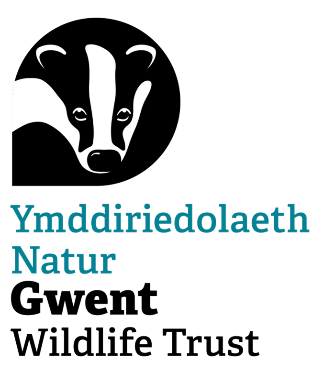 Ymddiriedolaeth
Natur
Gwent
Wildlife Trust